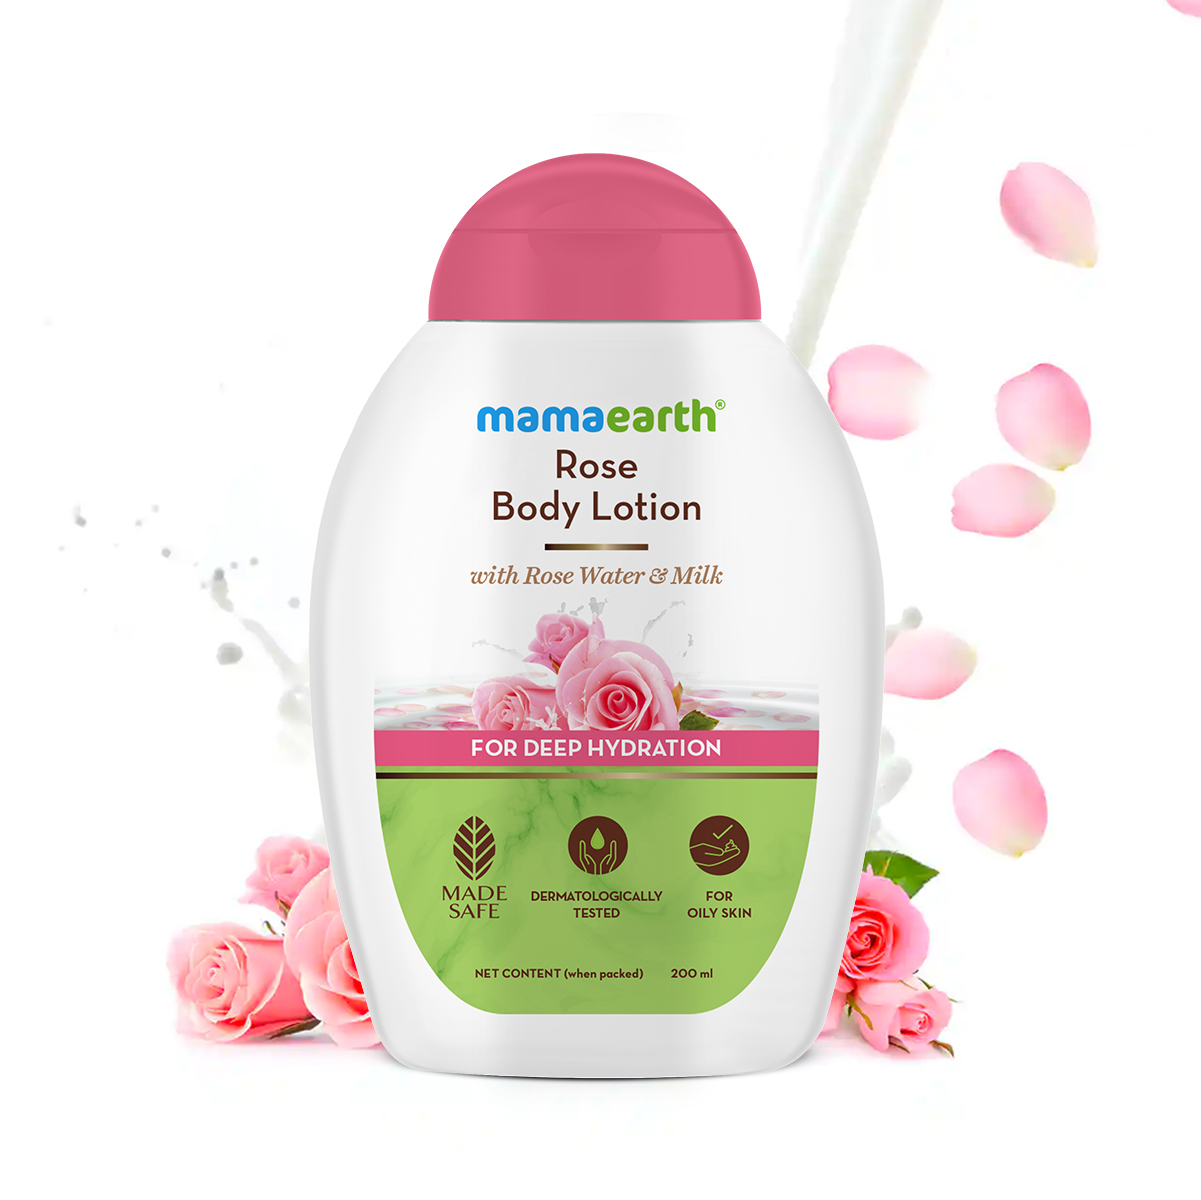 mamaearth®
Rose
Body Lotion
with Rose Water & Milk
FOR DEEP HYDRATION
MADE
SAFE
DERMATOLOGICALLY
TESTED
FOR
OILY SKIN
NET CONTENT (when packed) 200 ml